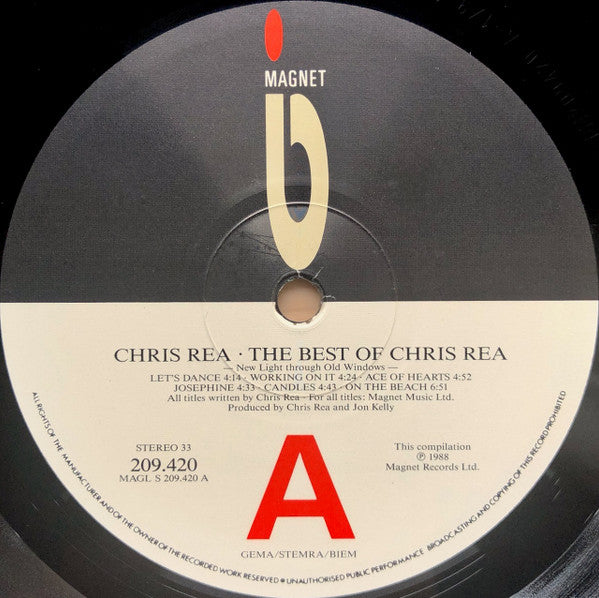 MAGNET
CHRIS REA · THE BEST OF CHRIS REA
— New Light through Old Windows —
LET'S DANCE 4:14 · WORKING ON IT 4:24 · ACE OF HEARTS 4:52
JOSEPHINE 4:33 · CANDLES 4:43 · ON THE BEACH 6:51
All titles written by Chris Rea · For all titles: Magnet Music Ltd.
Produced by Chris Rea and Jon Kelly
STEREO 33
209.420
MAGL S 209.420 A
A
This compilation
℗ 1988
Magnet Records Ltd.
GEMA/STEMRA/BIEM
ALL RIGHTS OF THE MANUFACTURER AND OF THE OWNER OF THE RECORDED WORK RESERVED ● UNAUTHORISED PUBLIC PERFORMANCE BROADCASTING AND COPYING OF THIS RECORD PROHIBITED